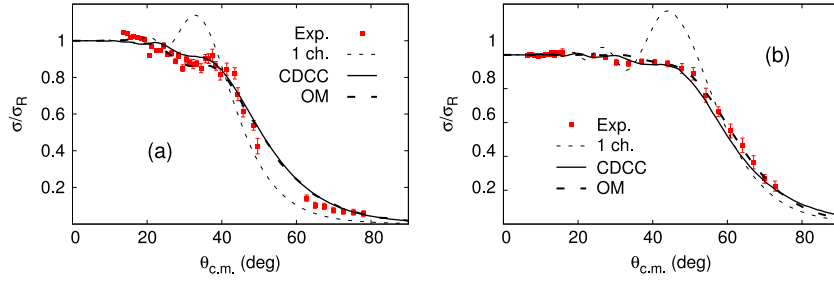 1
0.8
0.6
0.4
0.2
σ/σR
Exp.
1 ch.
CDCC
OM
(a)
0 20 40 60 80
θc.m. (deg)
1
0.8
0.6
0.4
0.2
σ/σR
(b)
Exp.
1 ch.
CDCC
OM
0 20 40 60 80
θc.m. (deg)